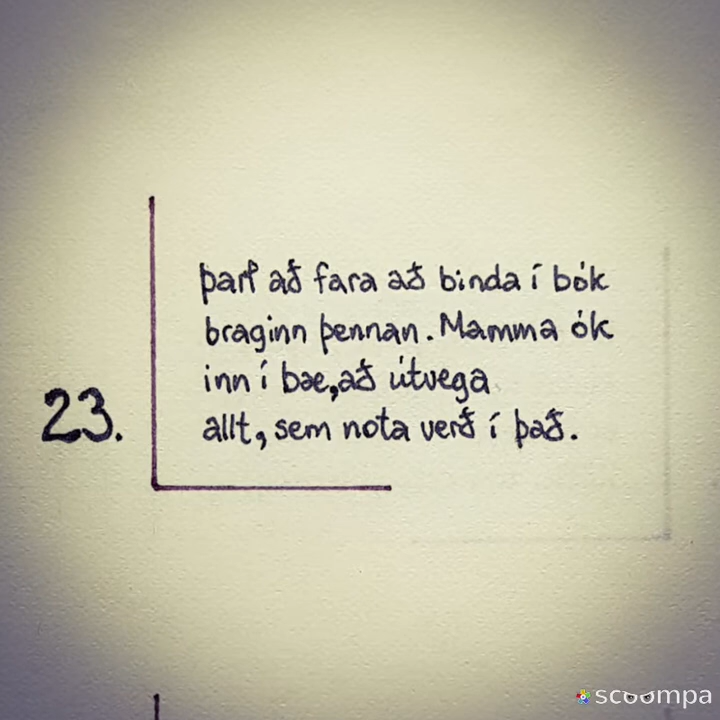 þarf að fara að binda í bók
braginn þennan. Mamma ók
inn í bæ, að útvega
allt, sem nota verð í það.
23.
scoompa